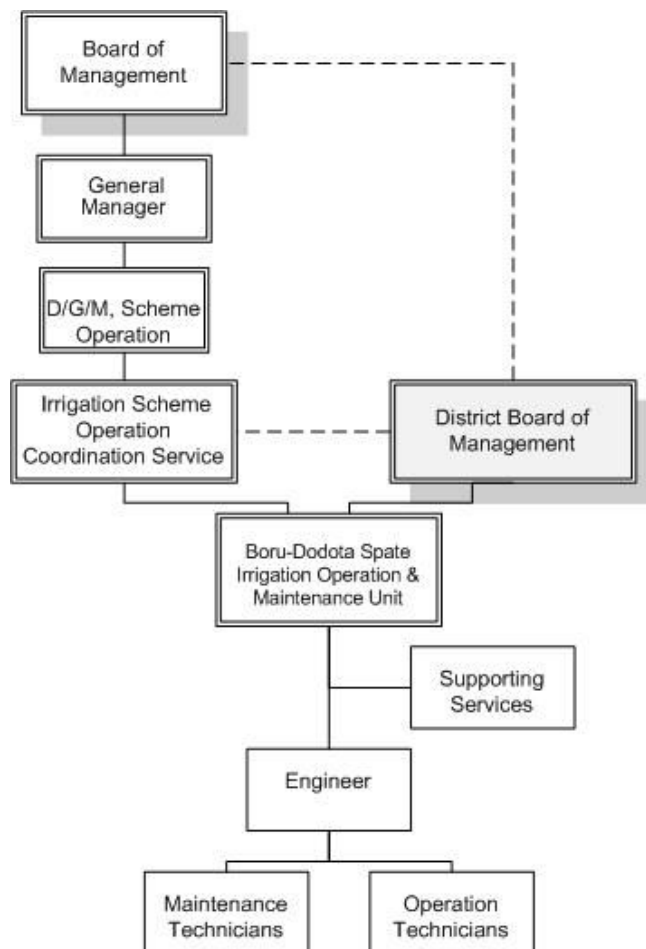 Board of
Management
General
Manager
D/G/M, Scheme
Operation
Irrigation Scheme
Operation
Coordination Service
District Board of
Management
Boru-Dodota Spate
Irrigation Operation &
Maintenance Unit
Supporting
Services
Engineer
Maintenance
Technicians
Operation
Technicians